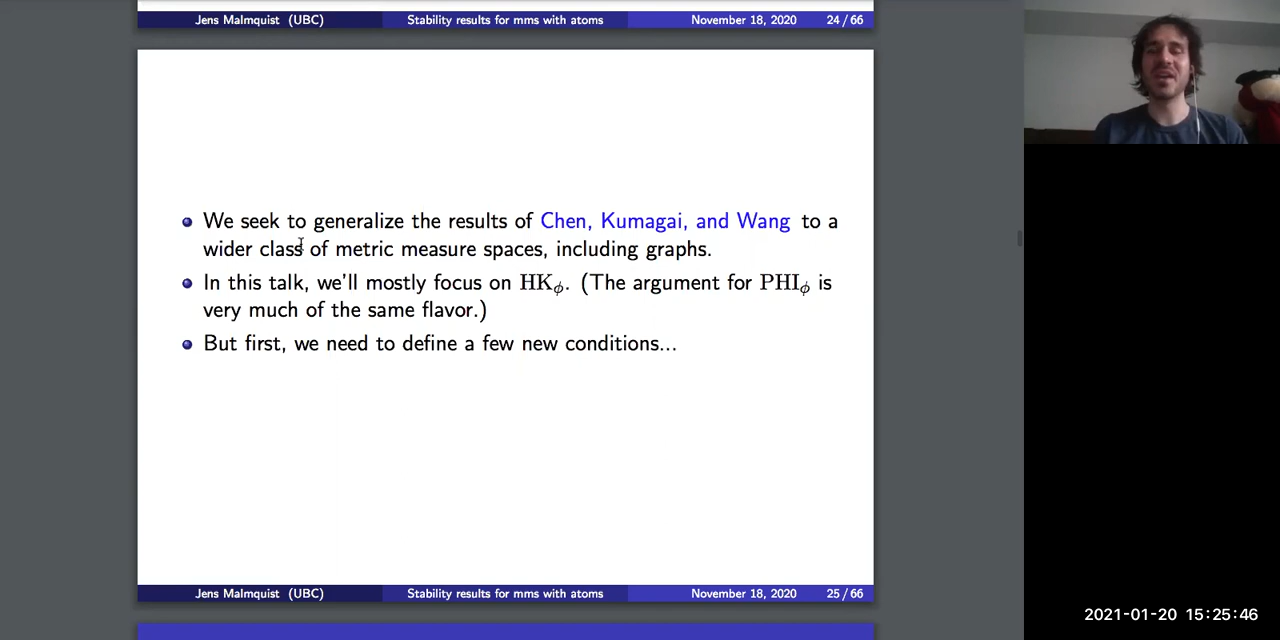 Jens Malmquist (UBC) Stability results for mms with atoms November 18, 2020 24 / 66
We seek to generalize the results of Chen, Kumagai, and Wang to a
wider class of metric measure spaces, including graphs.
In this talk, we'll mostly focus on HKϕ. (The argument for PHIϕ is
very much of the same flavor.)
But first, we need to define a few new conditions...
Jens Malmquist (UBC) Stability results for mms with atoms November 18, 2020 25 / 66
2021-01-20 15:25:46